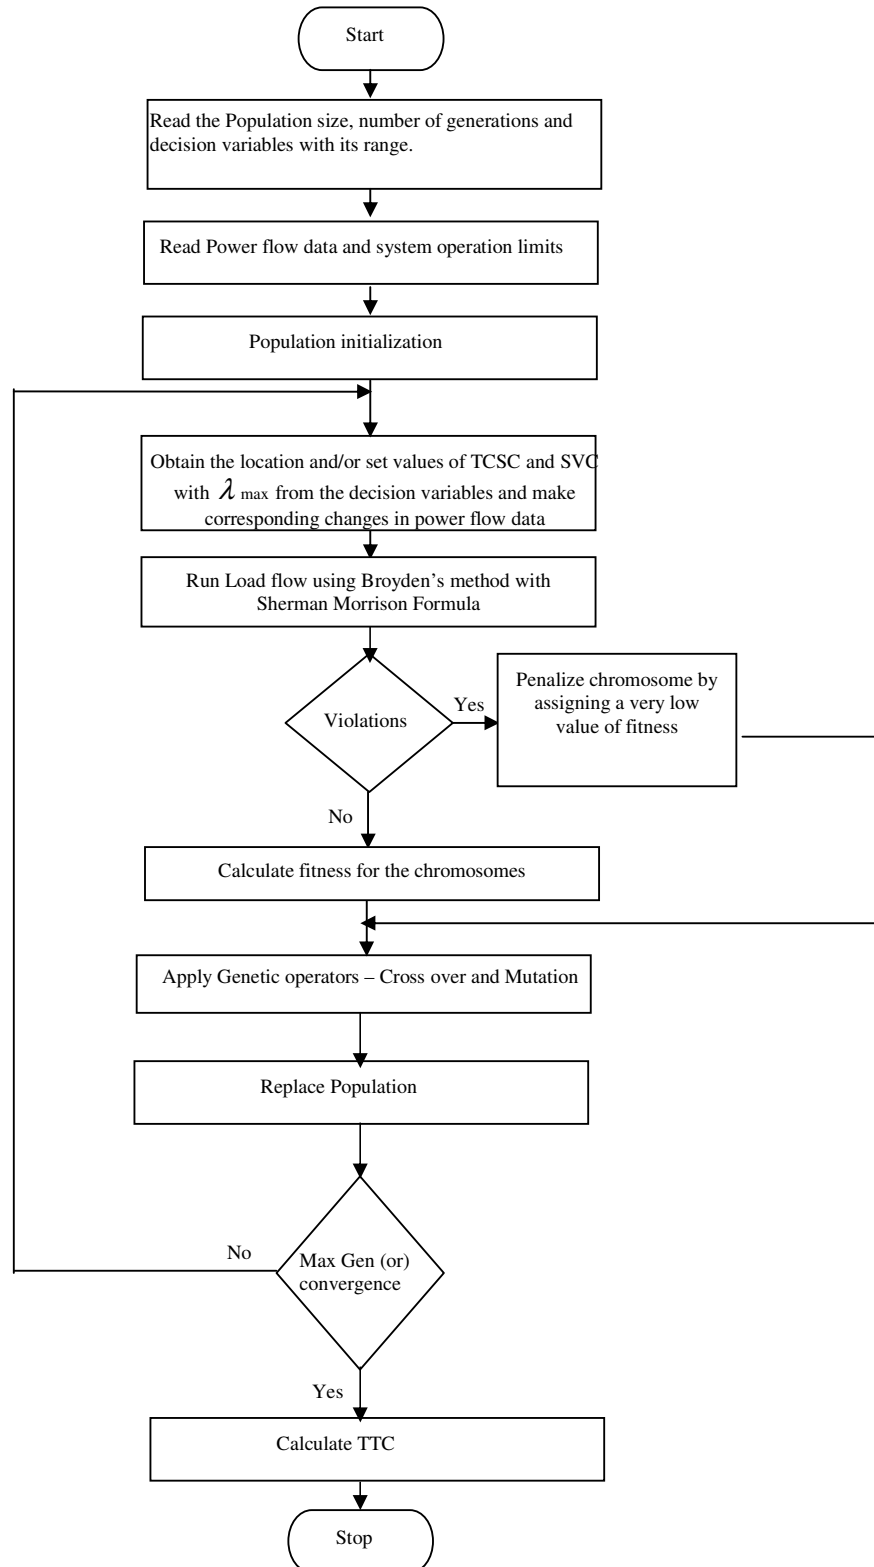 Start
Read the Population size, number of generations and
decision variables with its range.
Read Power flow data and system operation limits
Population initialization
Obtain the location and/or set values of TCSC and SVC
with λ max from the decision variables and make
corresponding changes in power flow data
Run Load flow using Broyden’s method with
Sherman Morrison Formula
Violations
Yes
Penalize chromosome by
assigning a very low
value of fitness
No
Calculate fitness for the chromosomes
Apply Genetic operators – Cross over and Mutation
Replace Population
No
Max Gen (or)
convergence
Yes
Calculate TTC
Stop